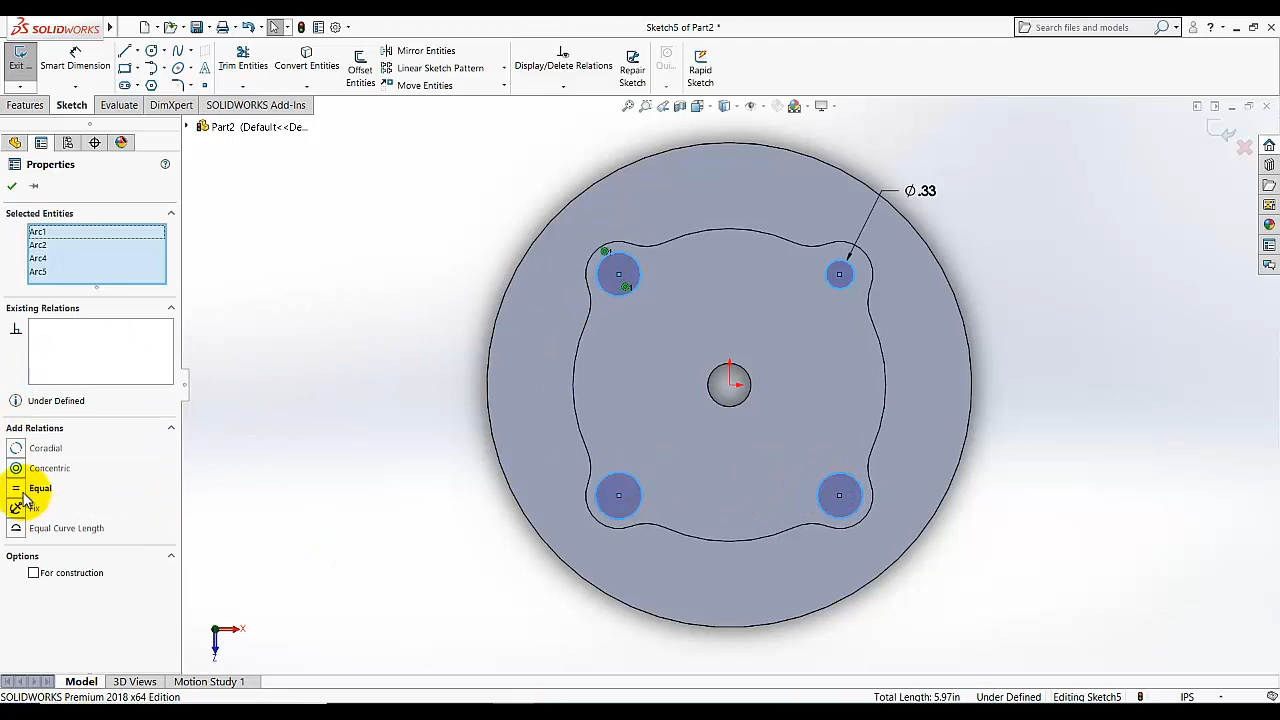 SOLIDWORKS
Sketch5 of Part2 *
Search files and models
?
Exit ...
Smart Dimension
Trim Entities
Convert Entities
Offset Entities
Mirror Entities
Linear Sketch Pattern
Move Entities
Display/Delete Relations
Repair Sketch
Qui...
Rapid Sketch
Features
Sketch
Evaluate
DimXpert
SOLIDWORKS Add-Ins
Part2 (Default<<De...
Properties
Selected Entities
Arc1
Arc2
Arc4
Arc5
Existing Relations
Under Defined
Add Relations
Coradial
Concentric
Equal
Fix
Equal Curve Length
Options
For construction
Ø.33
X
Z
Model
3D Views
Motion Study 1
SOLIDWORKS Premium 2018 x64 Edition
Total Length: 5.97in
Under Defined
Editing Sketch5
IPS